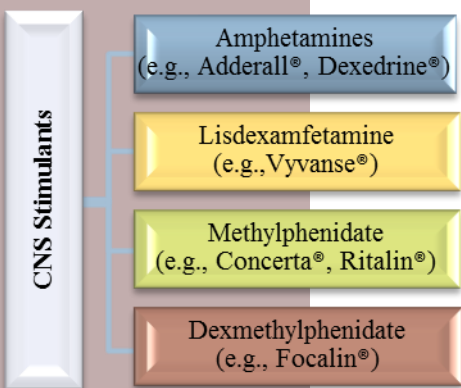 CNS Stimulants
Amphetamines
(e.g., Adderall®, Dexedrine®)
Lisdexamfetamine
(e.g.,Vyvanse®)
Methylphenidate
(e.g., Concerta®, Ritalin®)
Dexmethylphenidate
(e.g., Focalin®)